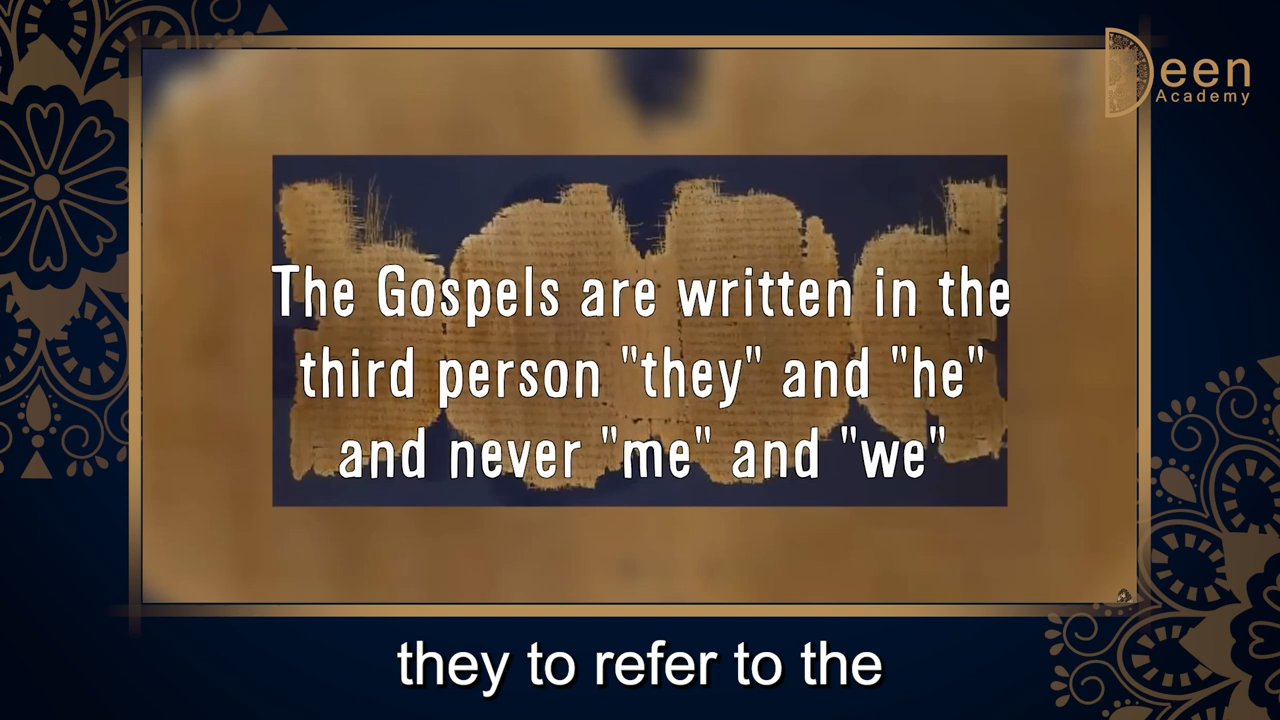 Deen
Academy
The Gospels are written in the
third person "they" and "he"
and never "me" and "we"
they to refer to the